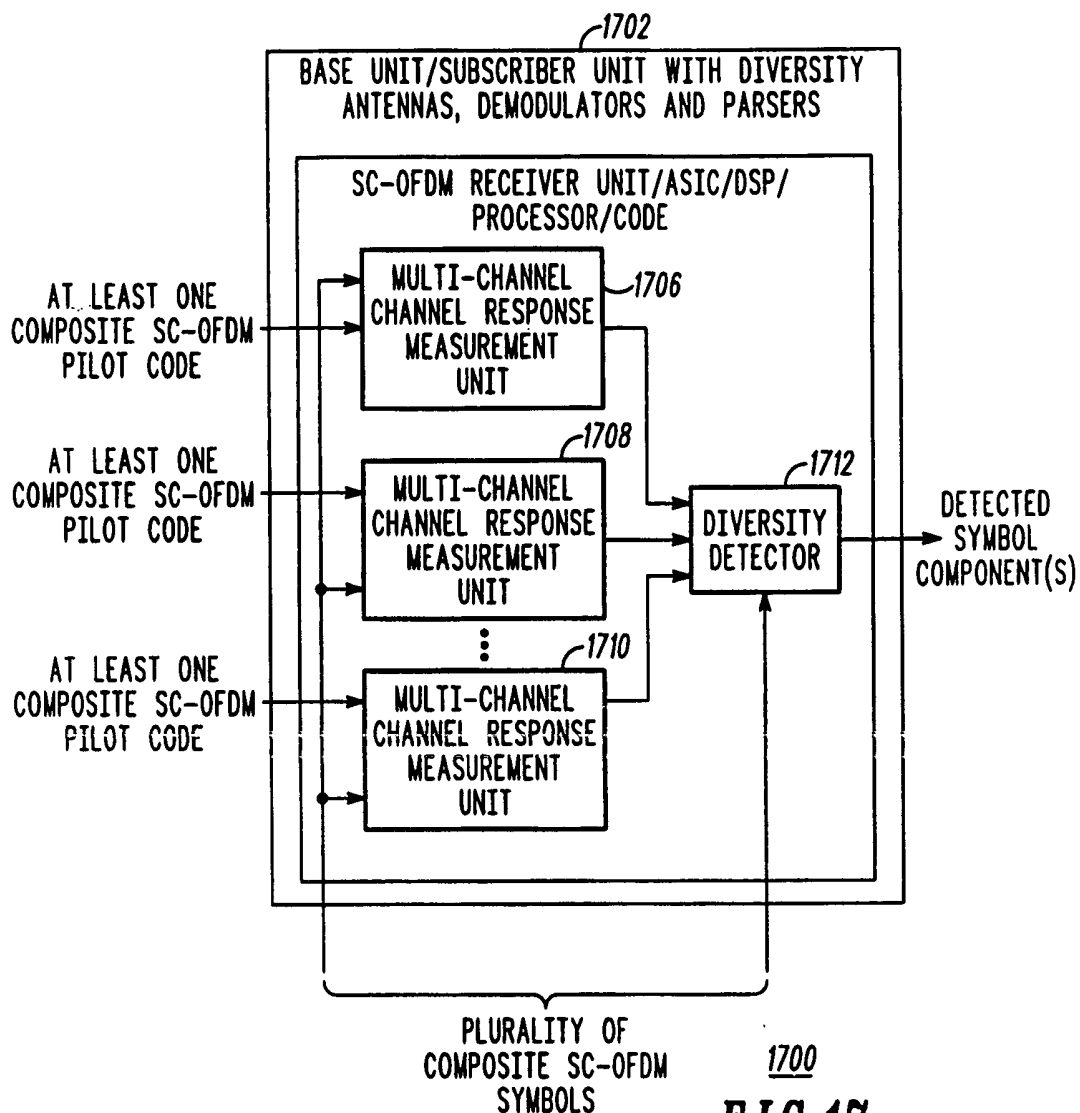 1702
BASE UNIT/SUBSCRIBER UNIT WITH DIVERSITY
ANTENNAS, DEMODULATORS AND PARSERS
SC-OFDM RECEIVER UNIT/ASIC/DSP/
PROCESSOR/CODE
AT LEAST ONE
COMPOSITE SC-OFDM
PILOT CODE
MULTI-CHANNEL
CHANNEL RESPONSE
MEASUREMENT
UNIT
1706
AT LEAST ONE
COMPOSITE SC-OFDM
PILOT CODE
1708
MULTI-CHANNEL
CHANNEL RESPONSE
MEASUREMENT
UNIT
1712
DIVERSITY
DETECTOR
DETECTED
SYMBOL
COMPONENT(S)
AT LEAST ONE
COMPOSITE SC-OFDM
PILOT CODE
1710
MULTI-CHANNEL
CHANNEL RESPONSE
MEASUREMENT
UNIT
PLURALITY OF
COMPOSITE SC-OFDM
SYMBOLS
1700